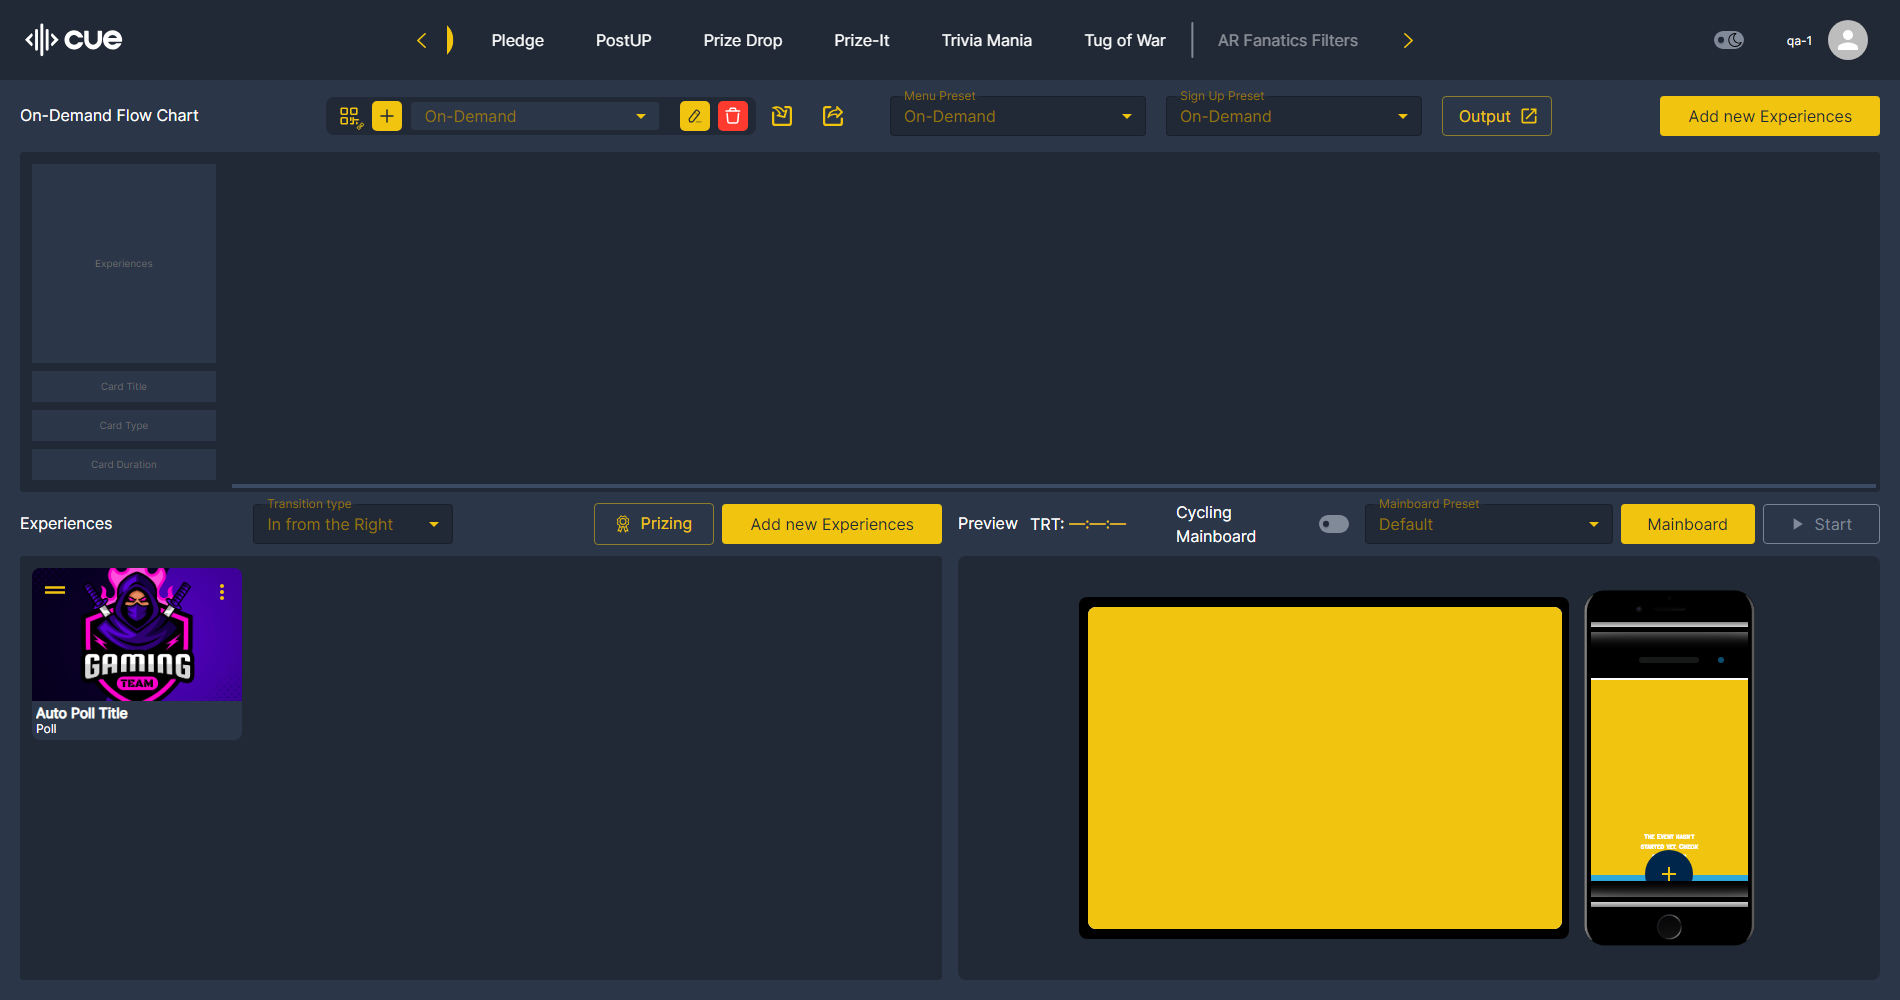 cue
Pledge
PostUP
Prize Drop
Prize-It
Trivia Mania
Tug of War
AR Fanatics Filters
qa-1
On-Demand Flow Chart
On-Demand
Menu Preset
On-Demand
Sign Up Preset
On-Demand
Output
Add new Experiences
Experiences
Card Title
Card Type
Card Duration
Experiences
Transition type
In from the Right
Prizing
Add new Experiences
Preview
TRT: —:—:—
Cycling
Mainboard
Mainboard Preset
Default
Mainboard
Start
GAMING
TEAM
Auto Poll Title
Poll
THE EVENT HASN'T
STARTED YET, CHECK